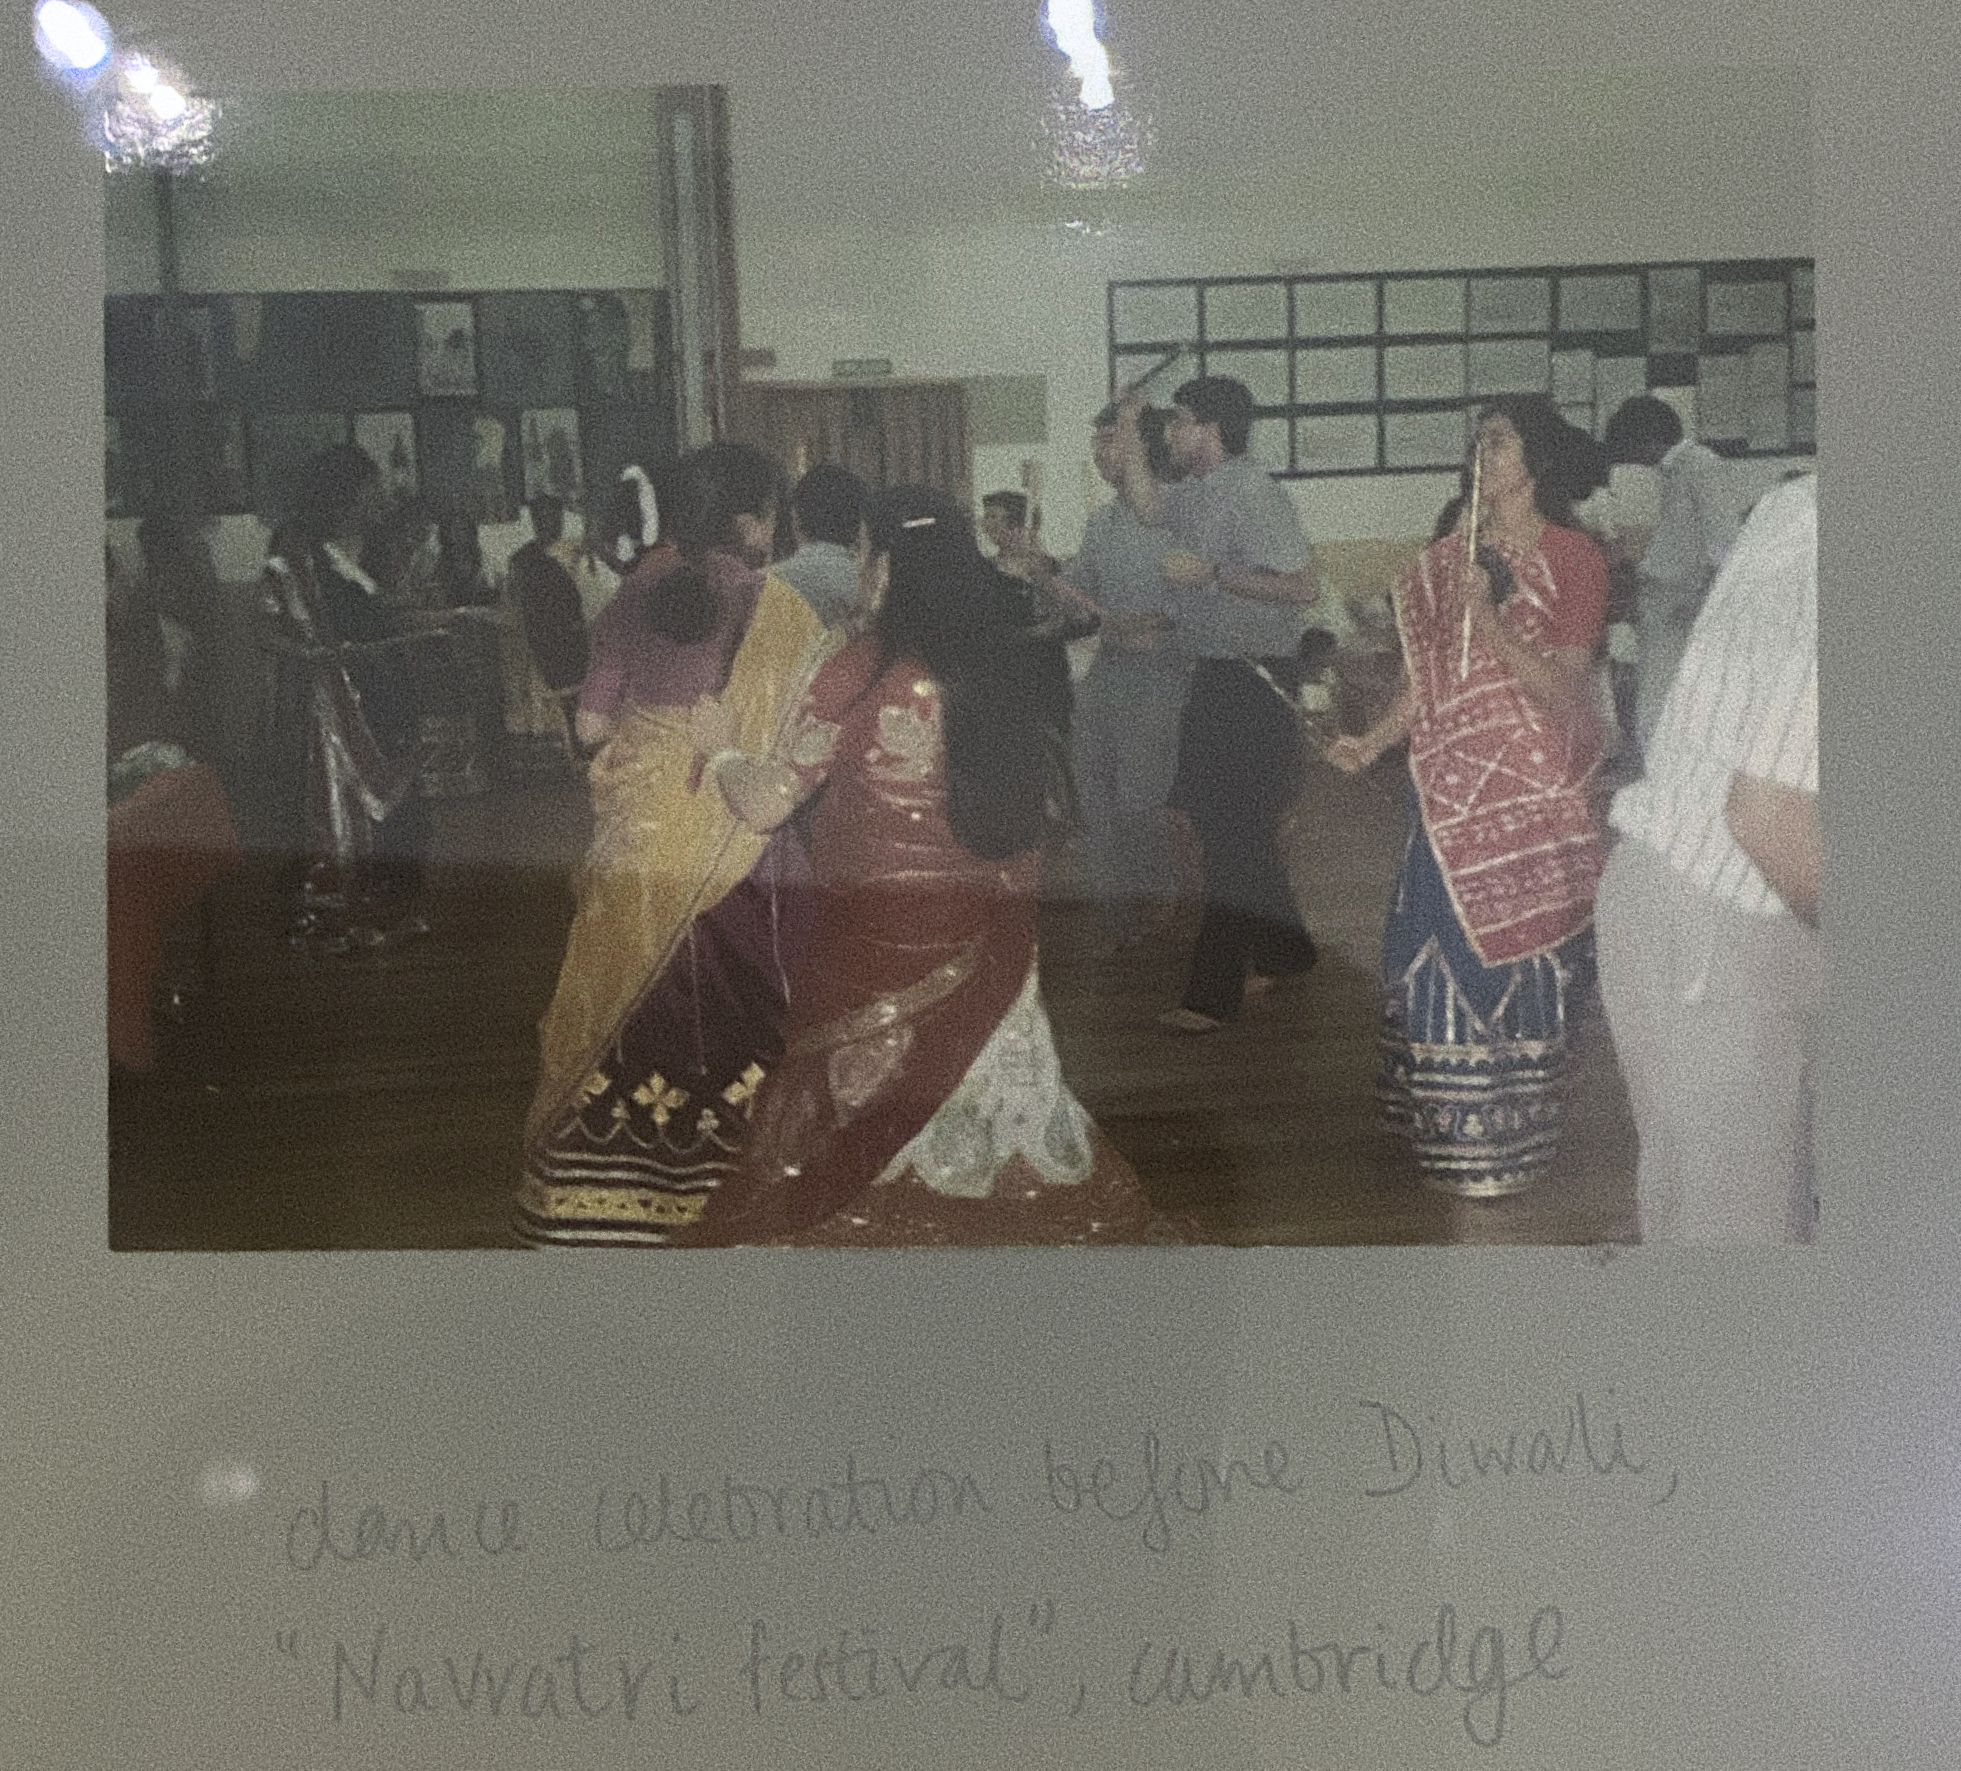 dance celebration before Diwali,
"Navratri festival", cambridge